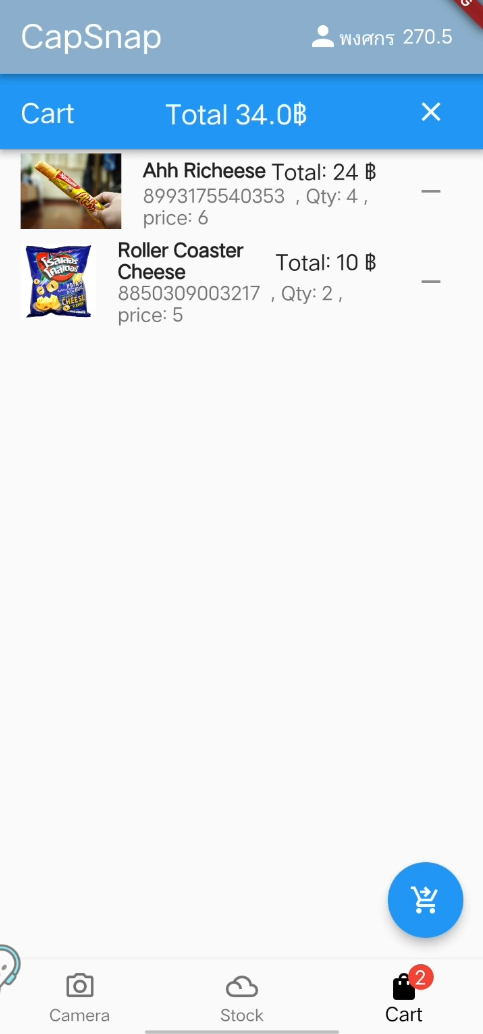 CapSnap
พงศกร 270.5
Cart Total 34.0฿
Ahh Richeese Total: 24 ฿
8993175540353 , Qty: 4 ,
price: 6
Roller Coaster
Cheese Total: 10 ฿
8850309003217 , Qty: 2 ,
price: 5
CHEESE
2
Camera Stock Cart